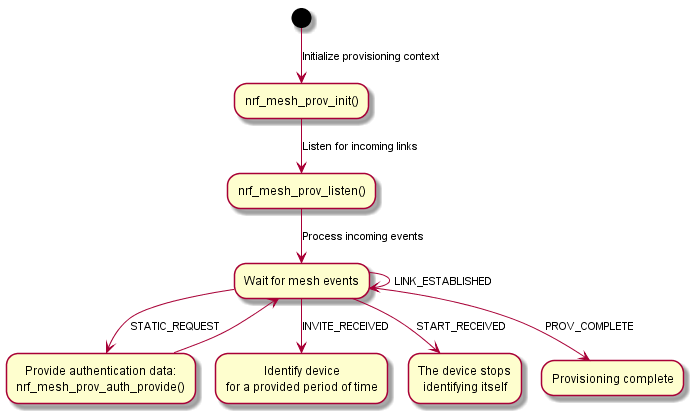 Initialize provisioning context
nrf_mesh_prov_init()
Listen for incoming links
nrf_mesh_prov_listen()
Process incoming events
Wait for mesh events
LINK_ESTABLISHED
STATIC_REQUEST
INVITE_RECEIVED
START_RECEIVED
PROV_COMPLETE
Provide authentication data:
nrf_mesh_prov_auth_provide()
Identify device
for a provided period of time
The device stops
identifying itself
Provisioning complete